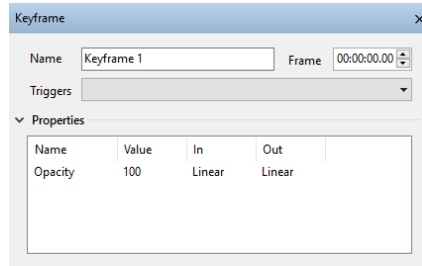 Keyframe
Name Keyframe 1 Frame 00:00:00.00
Triggers
Properties
Name Value In Out
Opacity 100 Linear Linear